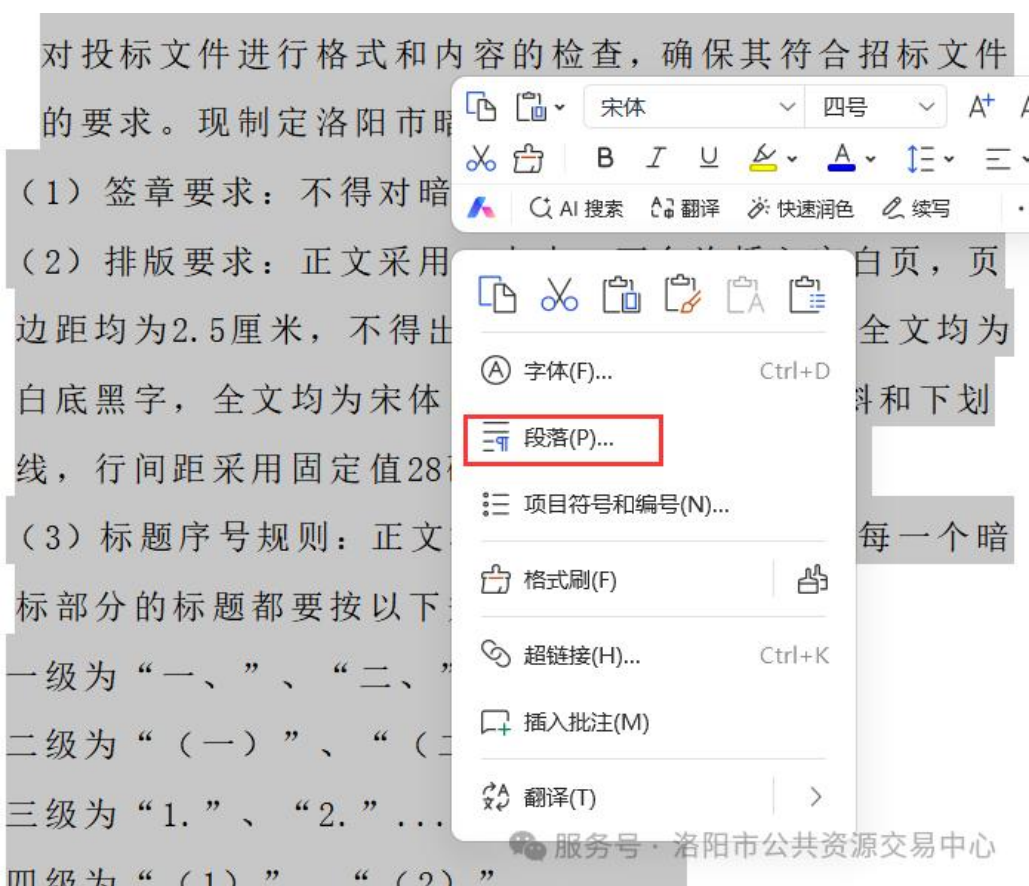 对投标文件进行格式和内容的检查，确保其符合招标文件
的要求。现制定洛阳市暗
宋体 四号 A+
B I U A
AI 搜索 翻译 快速润色 续写
（1）签章要求：不得对暗
（2）排版要求：正文采用 白页，页
边距均为2.5厘米，不得出 全文均为
白底黑字，全文均为宋体 斜和下划
线，行间距采用固定值28
（3）标题序号规则：正文 每一个暗
标部分的标题都要按以下
一级为“一、”、“二、”
二级为“（一）”、“（二
三级为“1.”、“2.”...
四级为“（1）”、“（2）”
字体(F)... Ctrl+D
段落(P)...
项目符号和编号(N)...
格式刷(F)
超链接(H)... Ctrl+K
插入批注(M)
翻译(T)
服务号 · 洛阳市公共资源交易中心